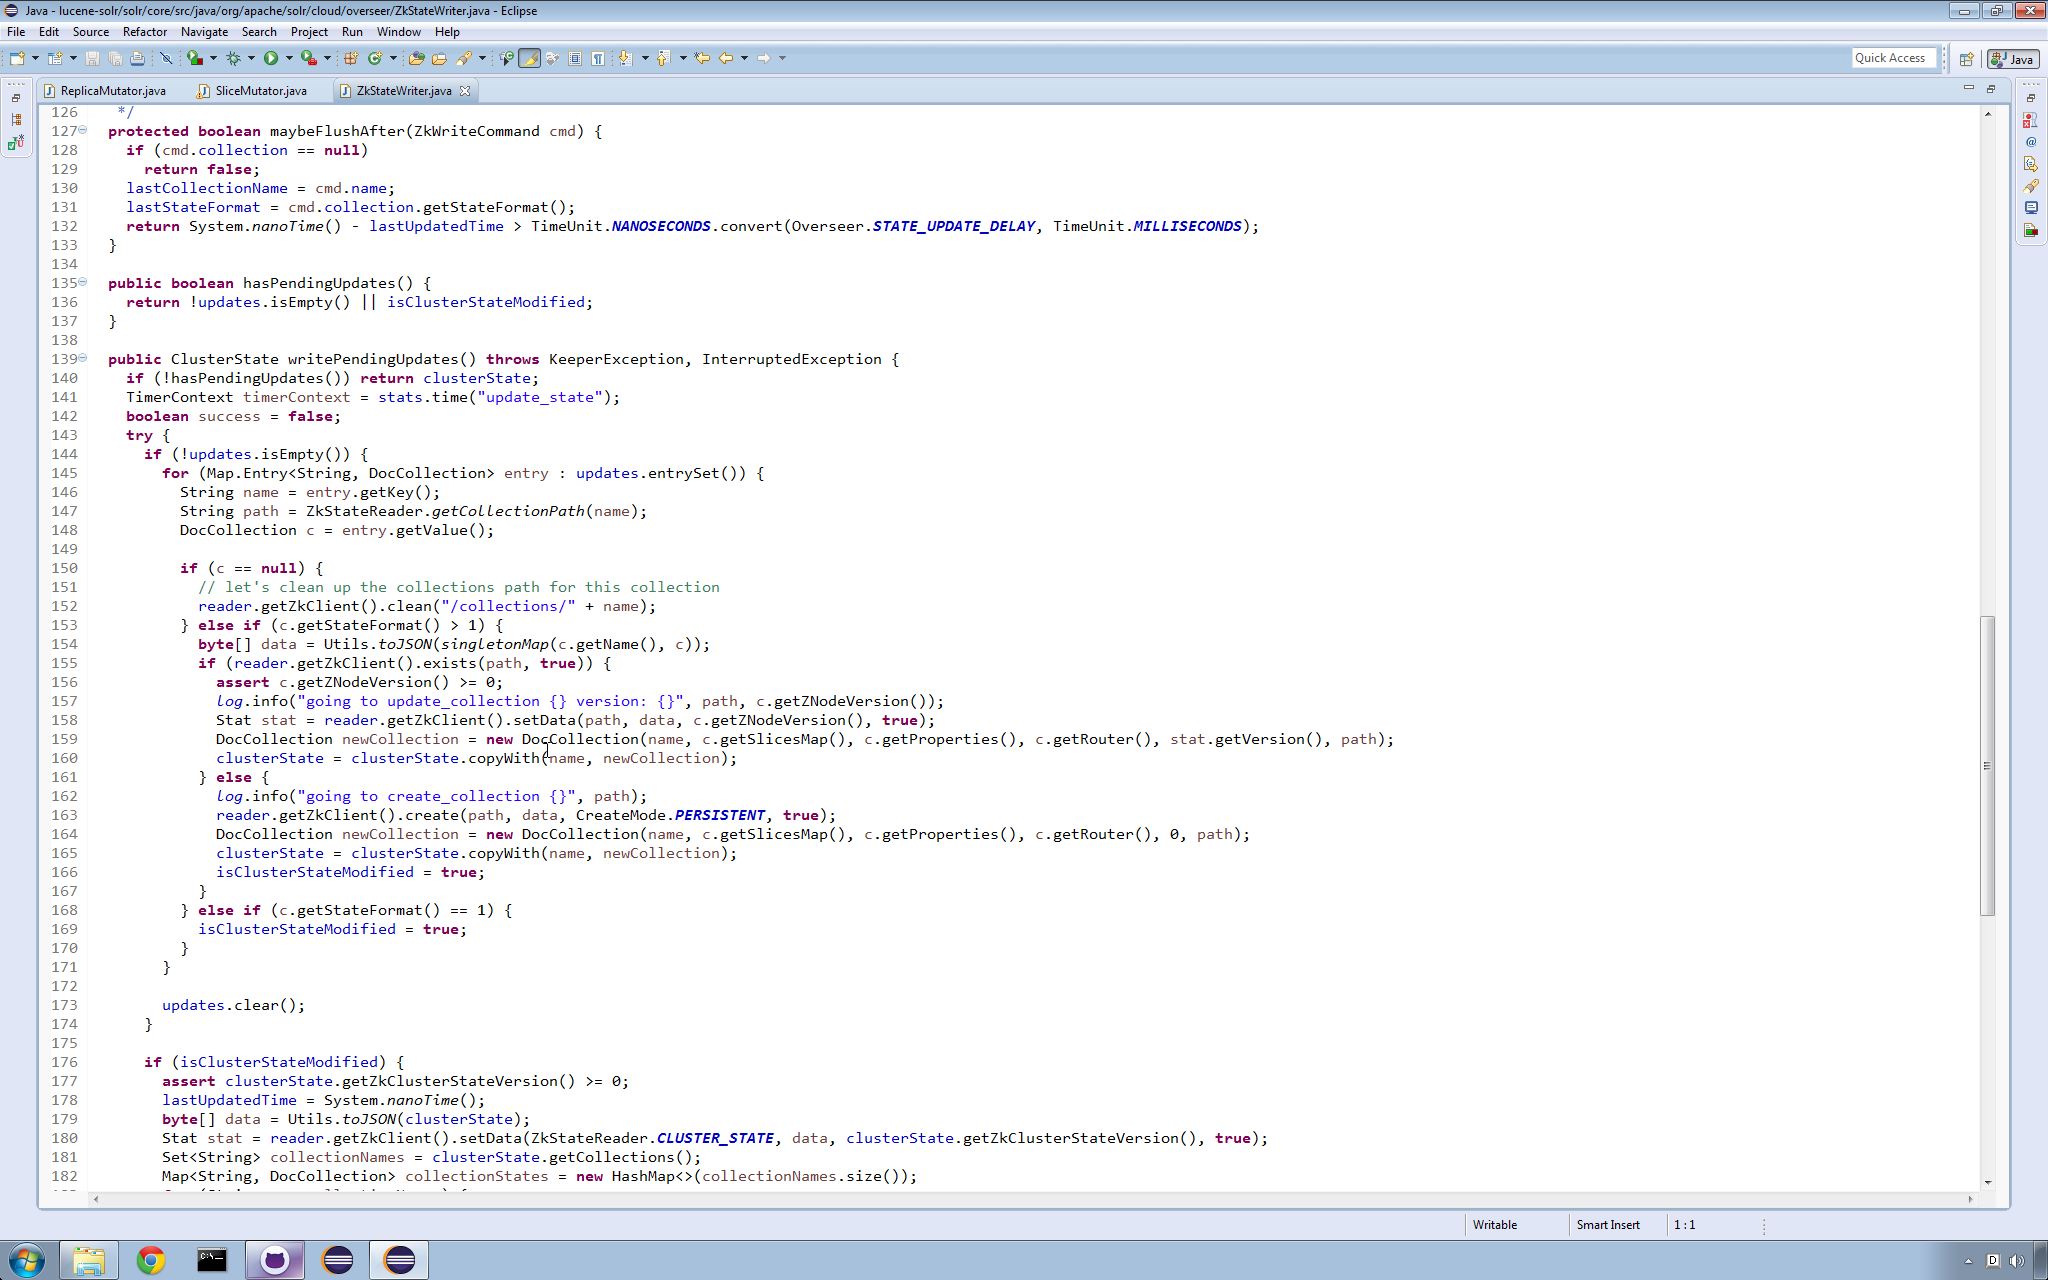 Java - lucene-solr/solr/core/src/java/org/apache/solr/cloud/overseer/ZkStateWriter.java - Eclipse
File Edit Source Refactor Navigate Search Project Run Window Help
Quick Access
Java
ReplicaMutator.java SliceMutator.java ZkStateWriter.java
126    */
127  protected boolean maybeFlushAfter(ZkWriteCommand cmd) {
128    if (cmd.collection == null)
129      return false;
130    lastCollectionName = cmd.name;
131    lastStateFormat = cmd.collection.getStateFormat();
132    return System.nanoTime() - lastUpdatedTime > TimeUnit.NANOSECONDS.convert(Overseer.STATE_UPDATE_DELAY, TimeUnit.MILLISECONDS);
133  }
134
135  public boolean hasPendingUpdates() {
136    return !updates.isEmpty() || isClusterStateModified;
137  }
138
139  public ClusterState writePendingUpdates() throws KeeperException, InterruptedException {
140    if (!hasPendingUpdates()) return clusterState;
141    TimerContext timerContext = stats.time("update_state");
142    boolean success = false;
143    try {
144      if (!updates.isEmpty()) {
145        for (Map.Entry<String, DocCollection> entry : updates.entrySet()) {
146          String name = entry.getKey();
147          String path = ZkStateReader.getCollectionPath(name);
148          DocCollection c = entry.getValue();
149
150          if (c == null) {
151            // let's clean up the collections path for this collection
152            reader.getZkClient().clean("/collections/" + name);
153          } else if (c.getStateFormat() > 1) {
154            byte[] data = Utils.toJSON(singletonMap(c.getName(), c));
155            if (reader.getZkClient().exists(path, true)) {
156              assert c.getZNodeVersion() >= 0;
157              log.info("going to update_collection {} version: {}", path, c.getZNodeVersion());
158              Stat stat = reader.getZkClient().setData(path, data, c.getZNodeVersion(), true);
159              DocCollection newCollection = new DocCollection(name, c.getSlicesMap(), c.getProperties(), c.getRouter(), stat.getVersion(), path);
160              clusterState = clusterState.copyWith(name, newCollection);
161            } else {
162              log.info("going to create_collection {}", path);
163              reader.getZkClient().create(path, data, CreateMode.PERSISTENT, true);
164              DocCollection newCollection = new DocCollection(name, c.getSlicesMap(), c.getProperties(), c.getRouter(), 0, path);
165              clusterState = clusterState.copyWith(name, newCollection);
166              isClusterStateModified = true;
167            }
168          } else if (c.getStateFormat() == 1) {
169            isClusterStateModified = true;
170          }
171        }
172
173        updates.clear();
174      }
175
176      if (isClusterStateModified) {
177        assert clusterState.getZkClusterStateVersion() >= 0;
178        lastUpdatedTime = System.nanoTime();
179        byte[] data = Utils.toJSON(clusterState);
180        Stat stat = reader.getZkClient().setData(ZkStateReader.CLUSTER_STATE, data, clusterState.getZkClusterStateVersion(), true);
181        Set<String> collectionNames = clusterState.getCollections();
182        Map<String, DocCollection> collectionStates = new HashMap<>(collectionNames.size());
Writable Smart Insert 1 : 1